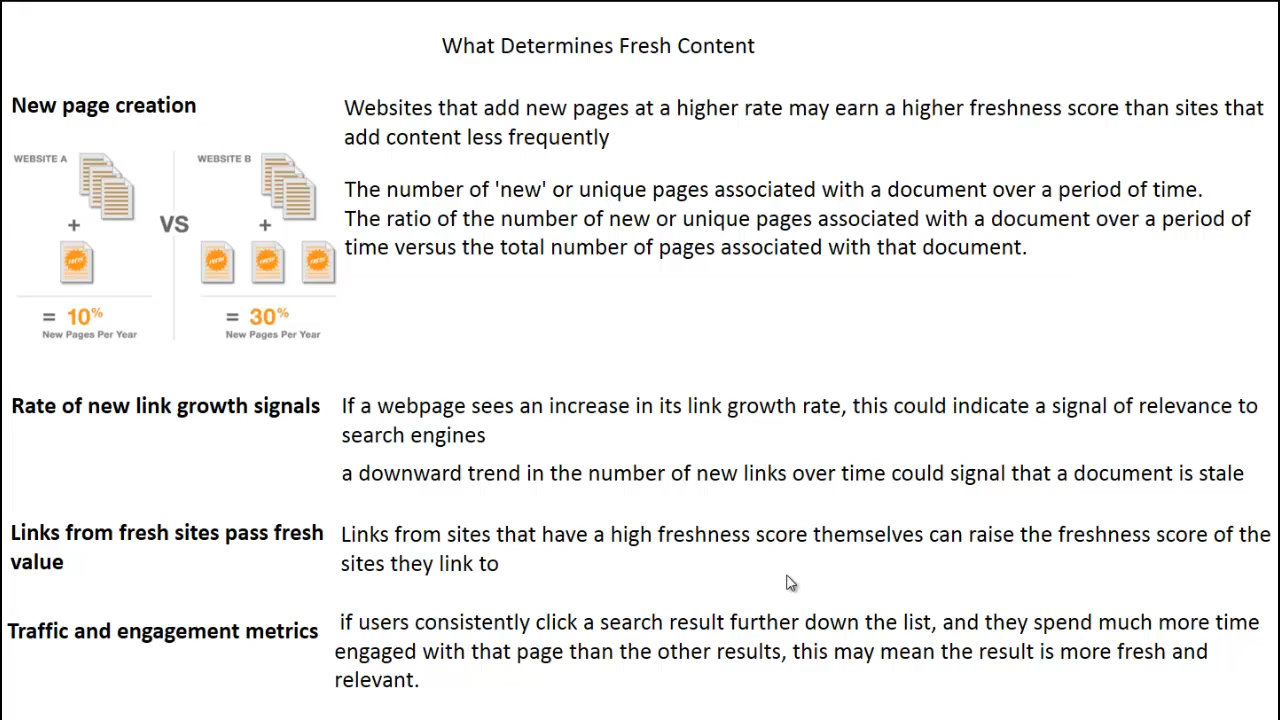 What Determines Fresh Content
New page creation
Websites that add new pages at a higher rate may earn a higher freshness score than sites that
add content less frequently
WEBSITE A
WEBSITE B
+
VS
+
FRESH
FRESH
FRESH
FRESH
= 10%
New Pages Per Year
= 30%
New Pages Per Year
The number of 'new' or unique pages associated with a document over a period of time.
The ratio of the number of new or unique pages associated with a document over a period of
time versus the total number of pages associated with that document.
Rate of new link growth signals
If a webpage sees an increase in its link growth rate, this could indicate a signal of relevance to
search engines
a downward trend in the number of new links over time could signal that a document is stale
Links from fresh sites pass fresh
value
Links from sites that have a high freshness score themselves can raise the freshness score of the
sites they link to
Traffic and engagement metrics
if users consistently click a search result further down the list, and they spend much more time
engaged with that page than the other results, this may mean the result is more fresh and
relevant.